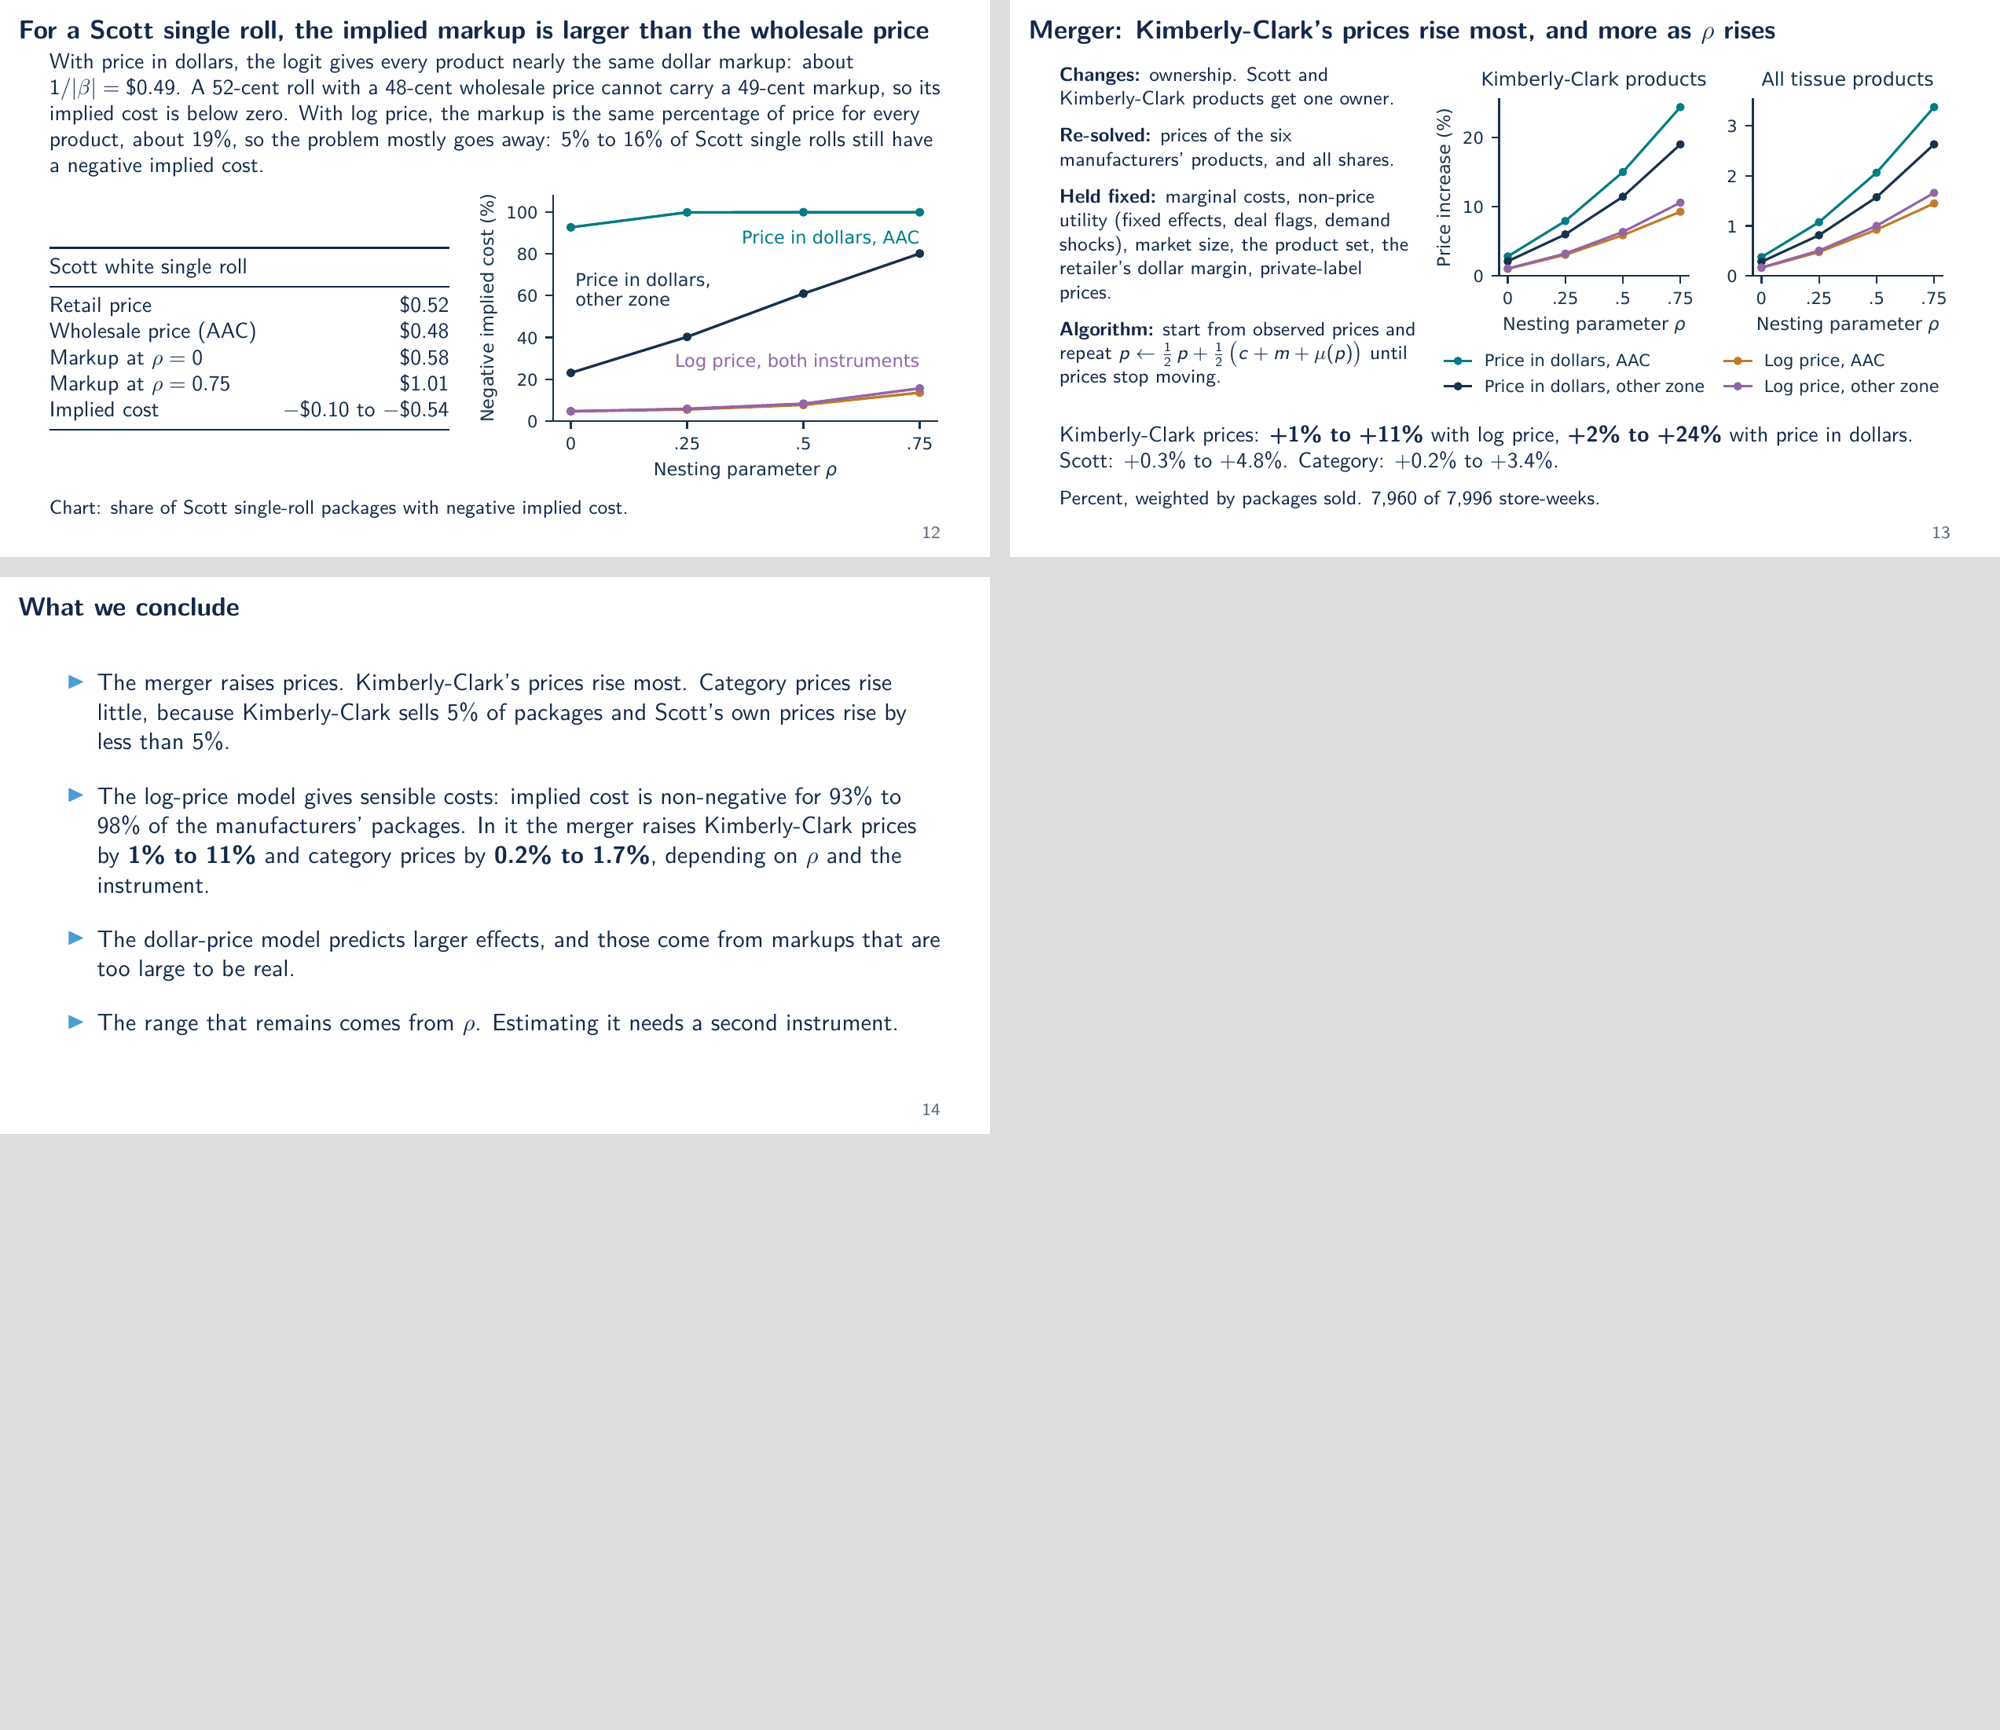 For a Scott single roll, the implied markup is larger than the wholesale price
With price in dollars, the logit gives every product nearly the same dollar markup: about
1/|β| = $0.49. A 52-cent roll with a 48-cent wholesale price cannot carry a 49-cent markup, so its
implied cost is below zero. With log price, the markup is the same percentage of price for every
product, about 19%, so the problem mostly goes away: 5% to 16% of Scott single rolls still have
a negative implied cost.
Scott white single roll
Retail price $0.52
Wholesale price (AAC) $0.48
Markup at ρ = 0 $0.58
Markup at ρ = 0.75 $1.01
Implied cost −$0.10 to −$0.54
Negative implied cost (%)
100
80
60
40
20
0
Price in dollars, AAC
Price in dollars,
other zone
Log price, both instruments
0 .25 .5 .75
Nesting parameter ρ
Chart: share of Scott single-roll packages with negative implied cost.
12
Merger: Kimberly-Clark's prices rise most, and more as ρ rises
Changes: ownership. Scott and
Kimberly-Clark products get one owner.
Re-solved: prices of the six
manufacturers' products, and all shares.
Held fixed: marginal costs, non-price
utility (fixed effects, deal flags, demand
shocks), market size, the product set, the
retailer's dollar margin, private-label
prices.
Algorithm: start from observed prices and
repeat p ← 1/2 p + 1/2 (c + m + μ(p)) until
prices stop moving.
Kimberly-Clark products
Price increase (%)
20
10
0
0 .25 .5 .75
Nesting parameter ρ
All tissue products
3
2
1
0
0 .25 .5 .75
Nesting parameter ρ
Price in dollars, AAC
Log price, AAC
Price in dollars, other zone
Log price, other zone
Kimberly-Clark prices: +1% to +11% with log price, +2% to +24% with price in dollars.
Scott: +0.3% to +4.8%. Category: +0.2% to +3.4%.
Percent, weighted by packages sold. 7,960 of 7,996 store-weeks.
13
What we conclude
The merger raises prices. Kimberly-Clark's prices rise most. Category prices rise
little, because Kimberly-Clark sells 5% of packages and Scott's own prices rise by
less than 5%.
The log-price model gives sensible costs: implied cost is non-negative for 93% to
98% of the manufacturers' packages. In it the merger raises Kimberly-Clark prices
by 1% to 11% and category prices by 0.2% to 1.7%, depending on ρ and the
instrument.
The dollar-price model predicts larger effects, and those come from markups that are
too large to be real.
The range that remains comes from ρ. Estimating it needs a second instrument.
14